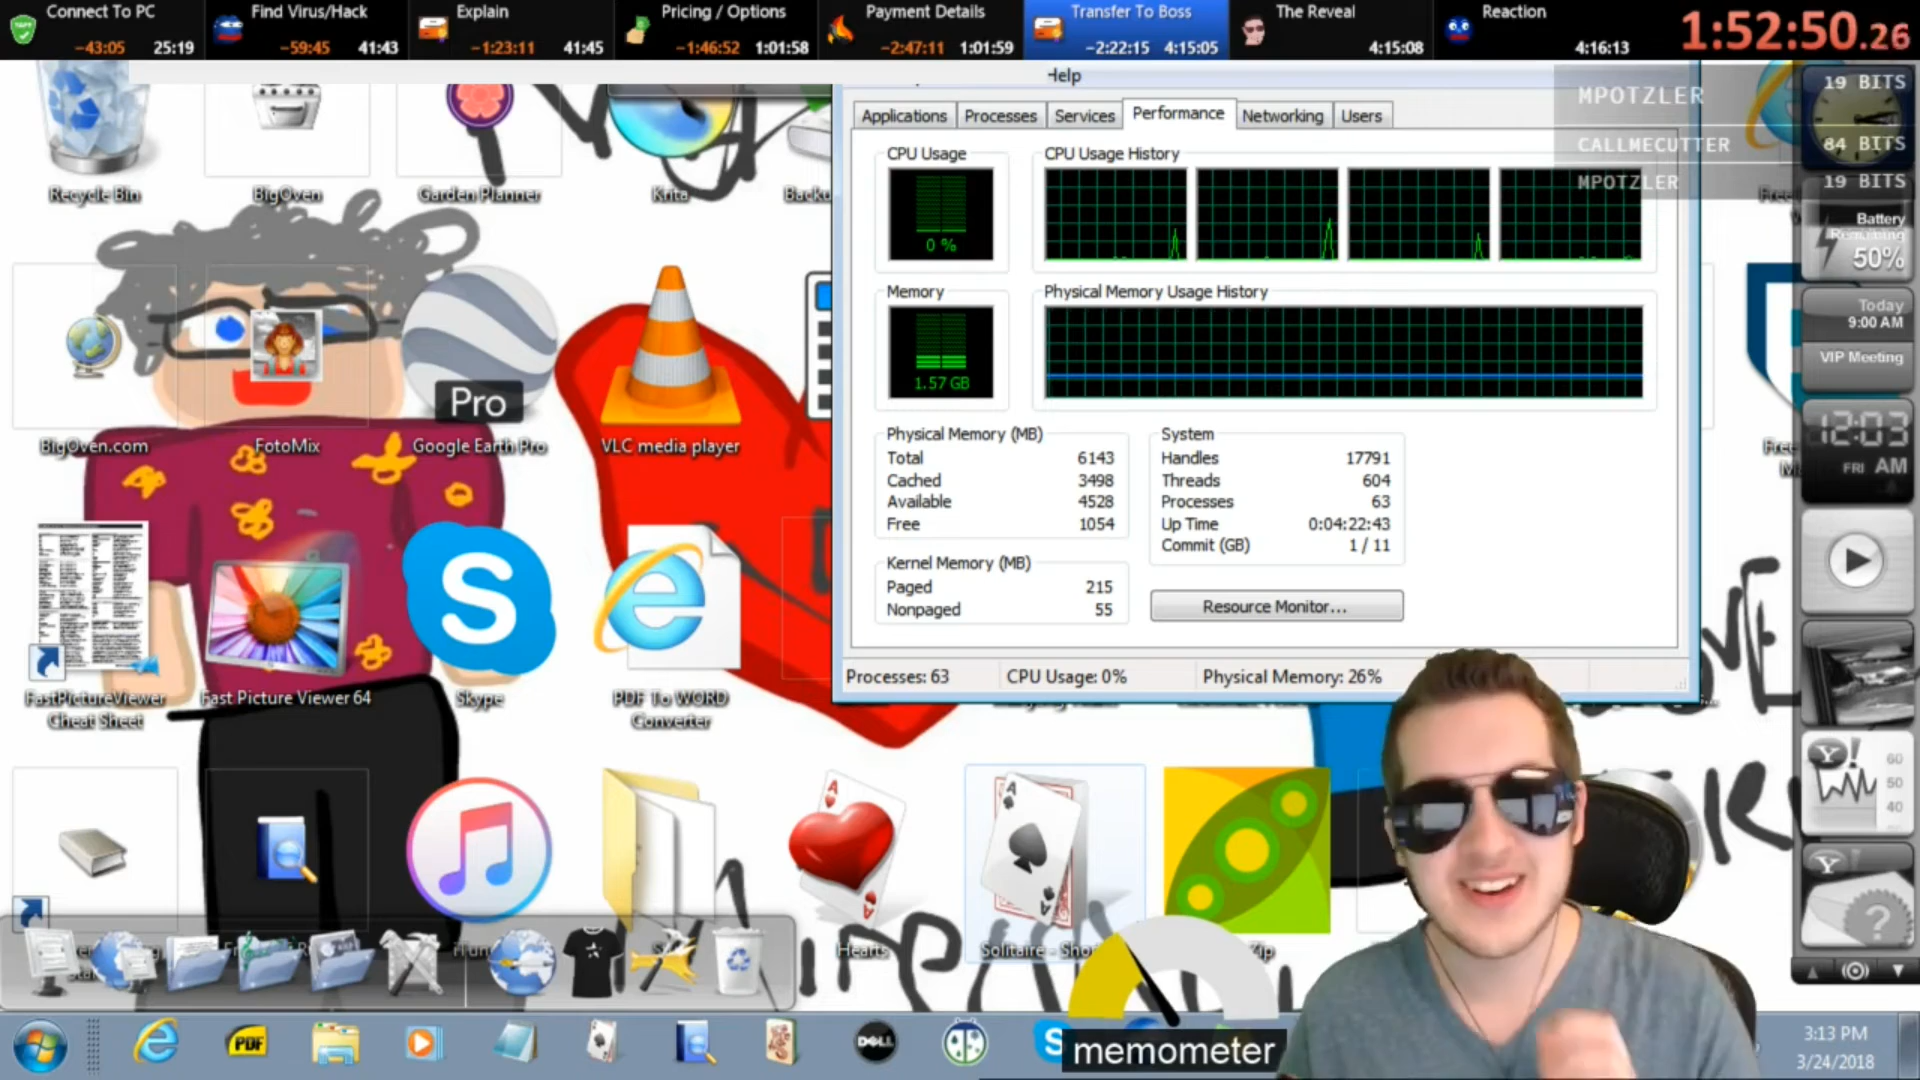 Connect To PC
−43:05 25:19
Find Virus/Hack
−59:45 41:43
Explain
−1:23:11 41:45
Pricing / Options
−1:46:52 1:01:58
Payment Details
−2:47:11 1:01:59
Transfer To Boss
−2:22:15 4:15:05
The Reveal
4:15:08
Reaction
4:16:13
1:52:50.26
Help
Applications Processes Services Performance Networking Users
CPU Usage
0 %
CPU Usage History
Memory
1.57 GB
Physical Memory Usage History
Physical Memory (MB)
Total 6143
Cached 3498
Available 4528
Free 1054
System
Handles 17791
Threads 604
Processes 63
Up Time 0:04:22:43
Commit (GB) 1 / 11
Kernel Memory (MB)
Paged 215
Nonpaged 55
Resource Monitor...
Processes: 63 CPU Usage: 0% Physical Memory: 26%
MPOTZLER 19 BITS
CALLMECUTTER 84 BITS
MPOTZLER 19 BITS
Battery
Remaining
50%
Today
9:00 AM
VIP Meeting
12:03
FRI AM
Y!
60
50
40
Y!
?
Recycle Bin
BigOven
Garden Planner
Krita
BigOven.com
FotoMix
Pro
Google Earth Pro
VLC media player
FastPictureViewer
Cheat Sheet
Fast Picture Viewer 64
Skype
PDF To WORD
Converter
Hearts
Solitaire - Sho
PDF
DELL
memometer
3:13 PM
3/24/2018